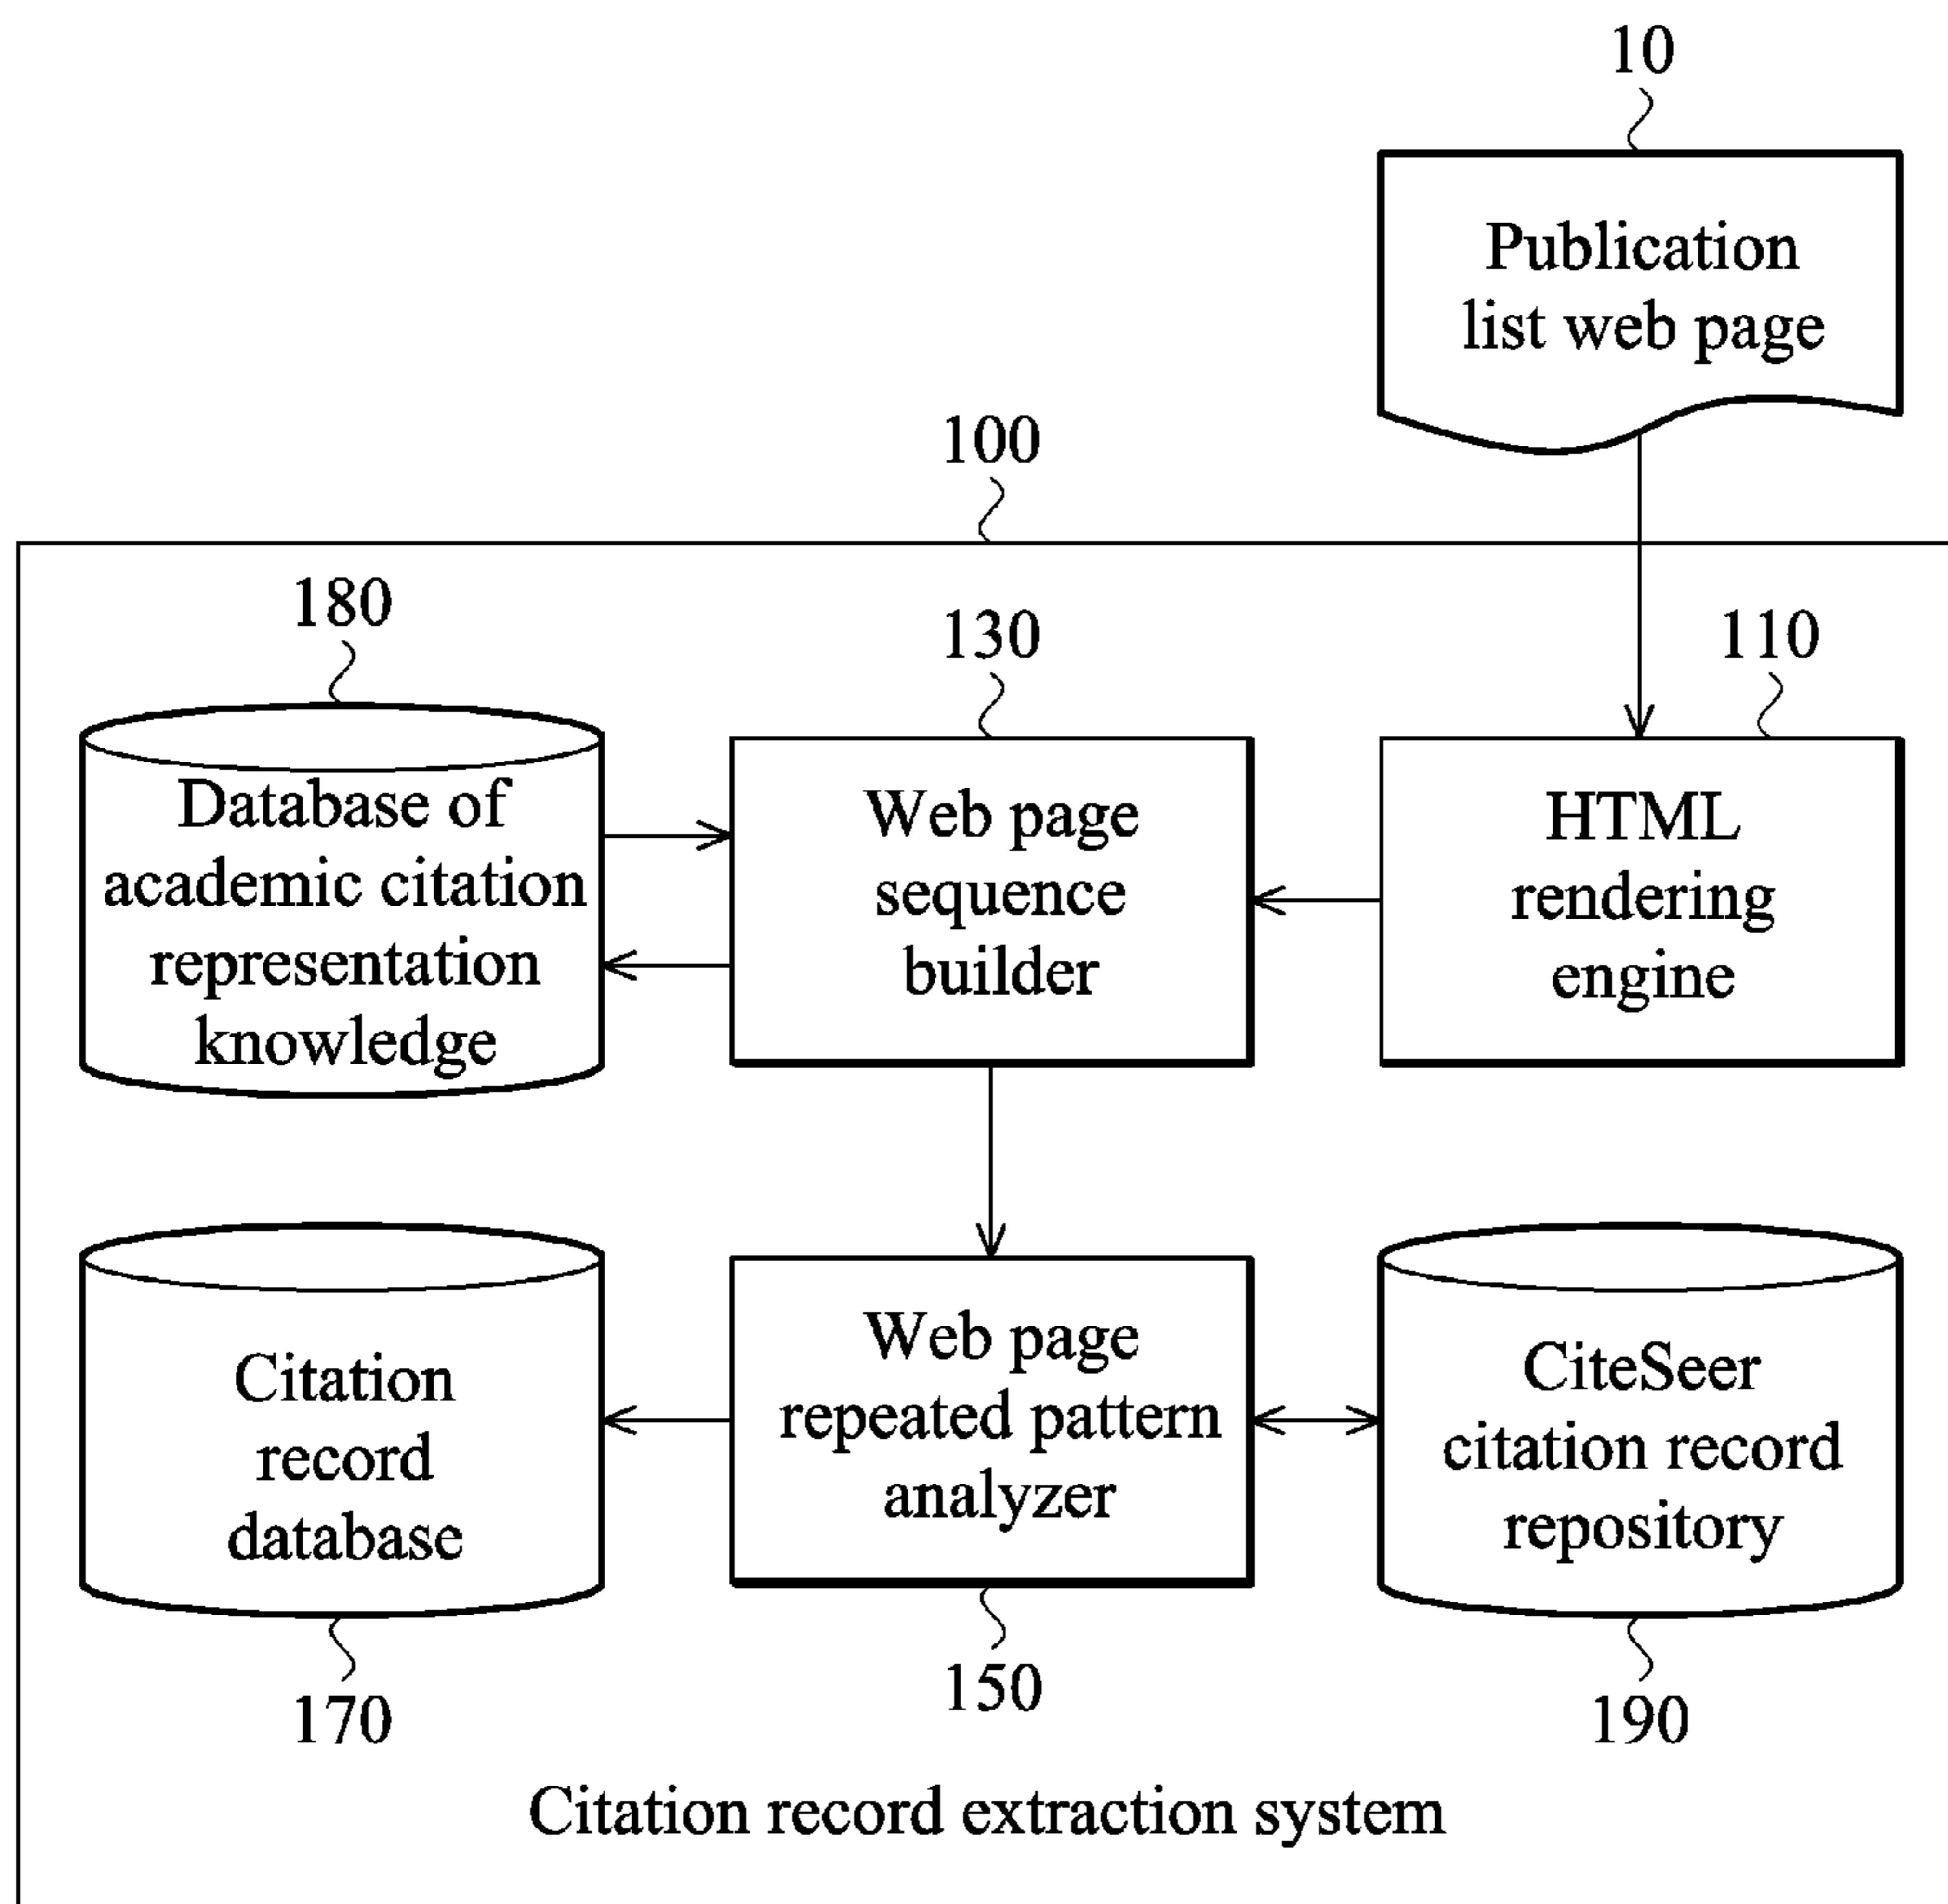 10
Publication
list web page
100
180
130
110
Database of
academic citation
representation
knowledge
Web page
sequence
builder
HTML
rendering
engine
Citation
record
database
Web page
repeated pattern
analyzer
CiteSeer
citation record
repository
170
150
190
Citation record extraction system